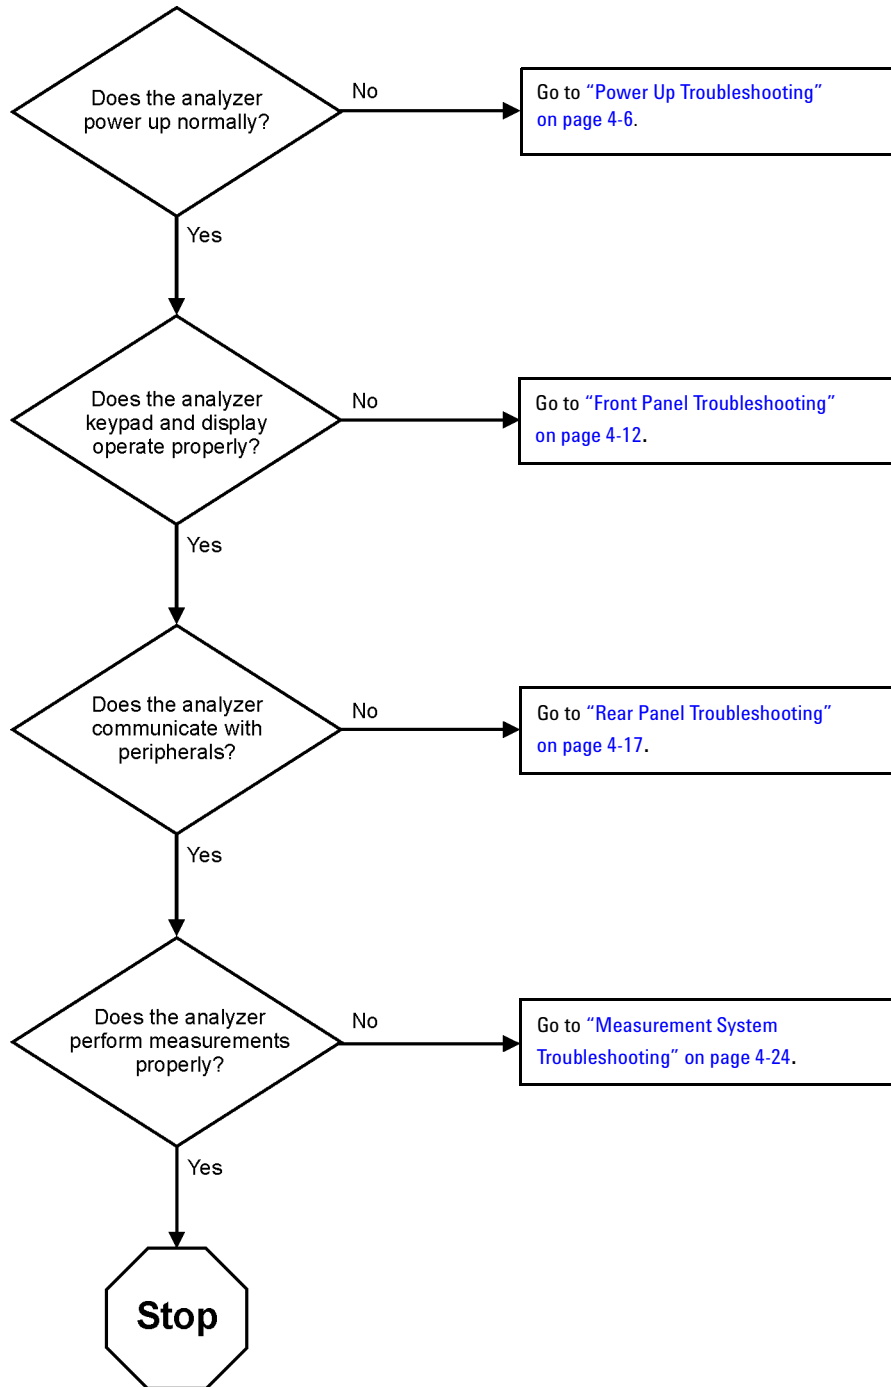 Does the analyzer
power up normally?
No
Go to “Power Up Troubleshooting”
on page 4-6.
Yes
Does the analyzer
keypad and display
operate properly?
No
Go to “Front Panel Troubleshooting”
on page 4-12.
Yes
Does the analyzer
communicate with
peripherals?
No
Go to “Rear Panel Troubleshooting”
on page 4-17.
Yes
Does the analyzer
perform measurements
properly?
No
Go to “Measurement System
Troubleshooting” on page 4-24.
Yes
Stop